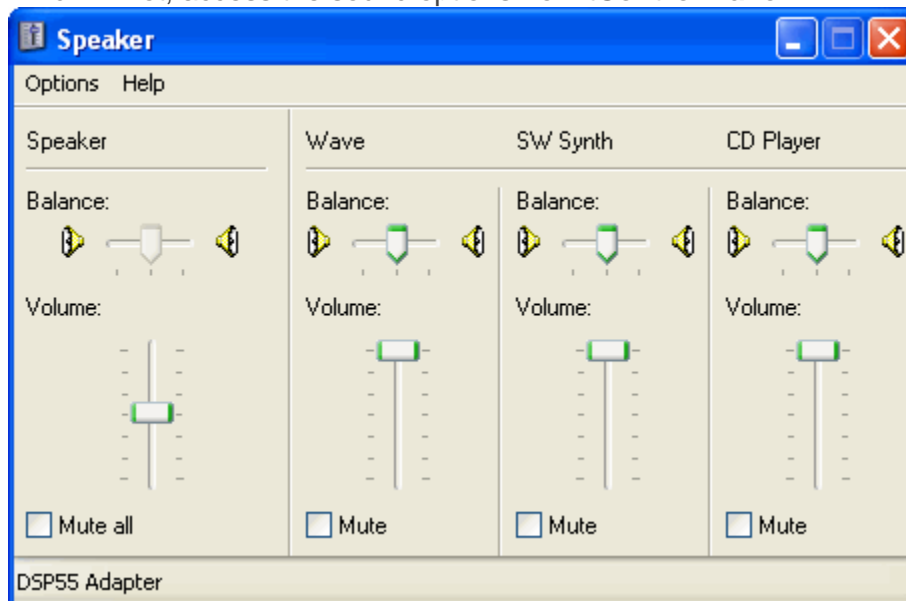 Speaker
Options Help
Speaker Wave SW Synth CD Player
Balance: Balance: Balance: Balance:
Volume: Volume: Volume: Volume:
Mute all Mute Mute Mute
DSP55 Adapter